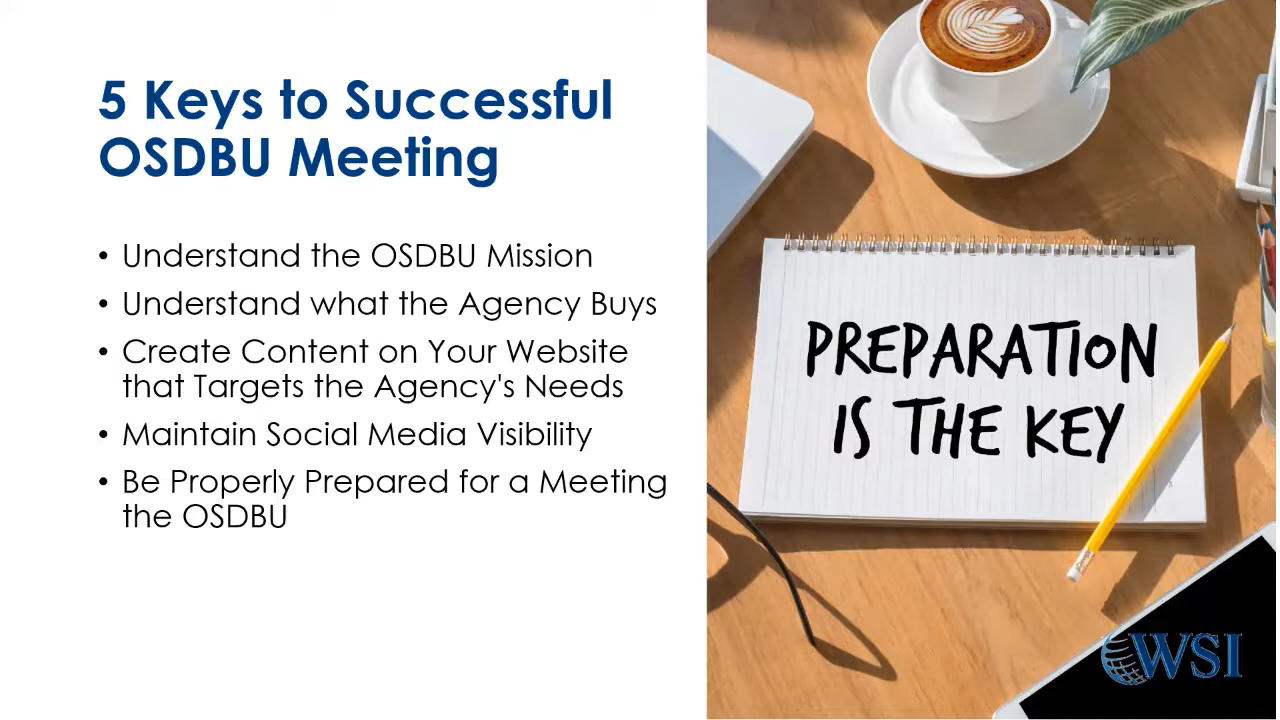 5 Keys to Successful
OSDBU Meeting
• Understand the OSDBU Mission
• Understand what the Agency Buys
• Create Content on Your Website
that Targets the Agency's Needs
• Maintain Social Media Visibility
• Be Properly Prepared for a Meeting
the OSDBU
PREPARATION
IS THE KEY
WSI